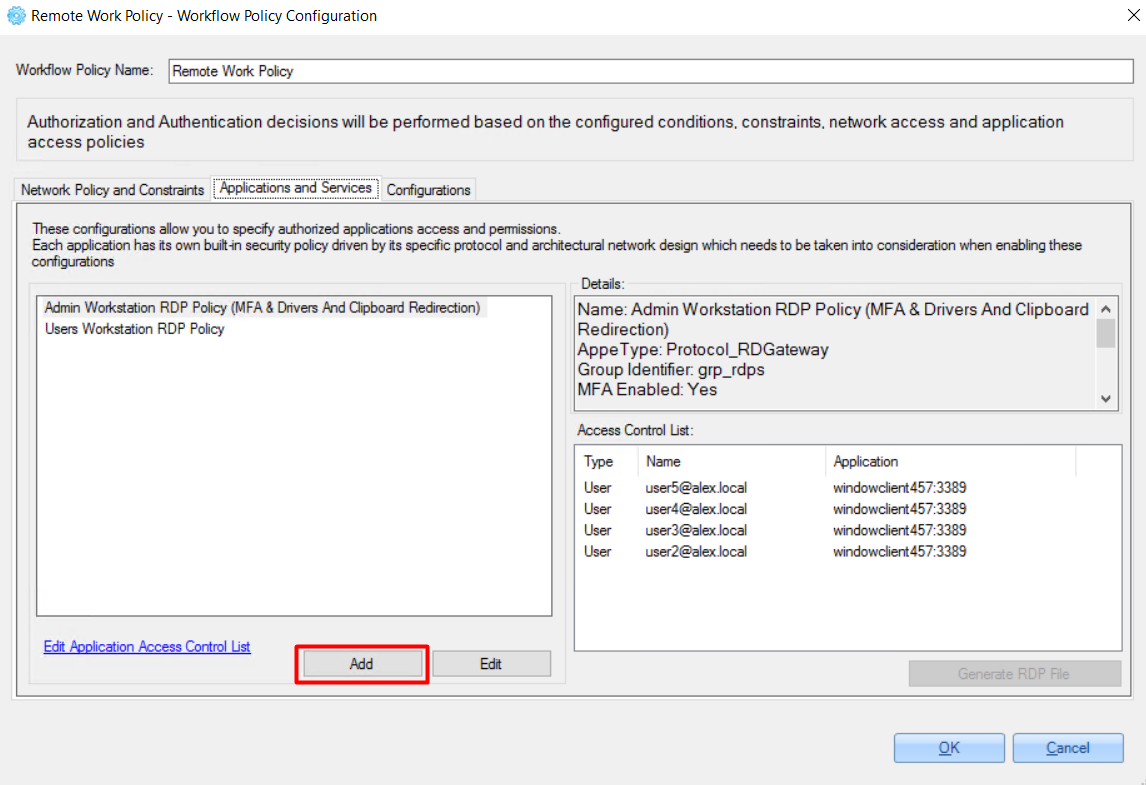 Remote Work Policy - Workflow Policy Configuration
Workflow Policy Name: Remote Work Policy
Authorization and Authentication decisions will be performed based on the configured conditions, constraints, network access and application
access policies
Network Policy and Constraints Applications and Services Configurations
These configurations allow you to specify authorized applications access and permissions.
Each application has its own built-in security policy driven by its specific protocol and architectural network design which needs to be taken into consideration when enabling these
configurations
Admin Workstation RDP Policy (MFA & Drivers And Clipboard Redirection)
Users Workstation RDP Policy
Edit Application Access Control List
Add Edit
Details:
Name: Admin Workstation RDP Policy (MFA & Drivers And Clipboard
Redirection)
AppeType: Protocol_RDGateway
Group Identifier: grp_rdps
MFA Enabled: Yes
Access Control List:
Type Name Application
User user5@alex.local windowclient457:3389
User user4@alex.local windowclient457:3389
User user3@alex.local windowclient457:3389
User user2@alex.local windowclient457:3389
Generate RDP File
OK Cancel